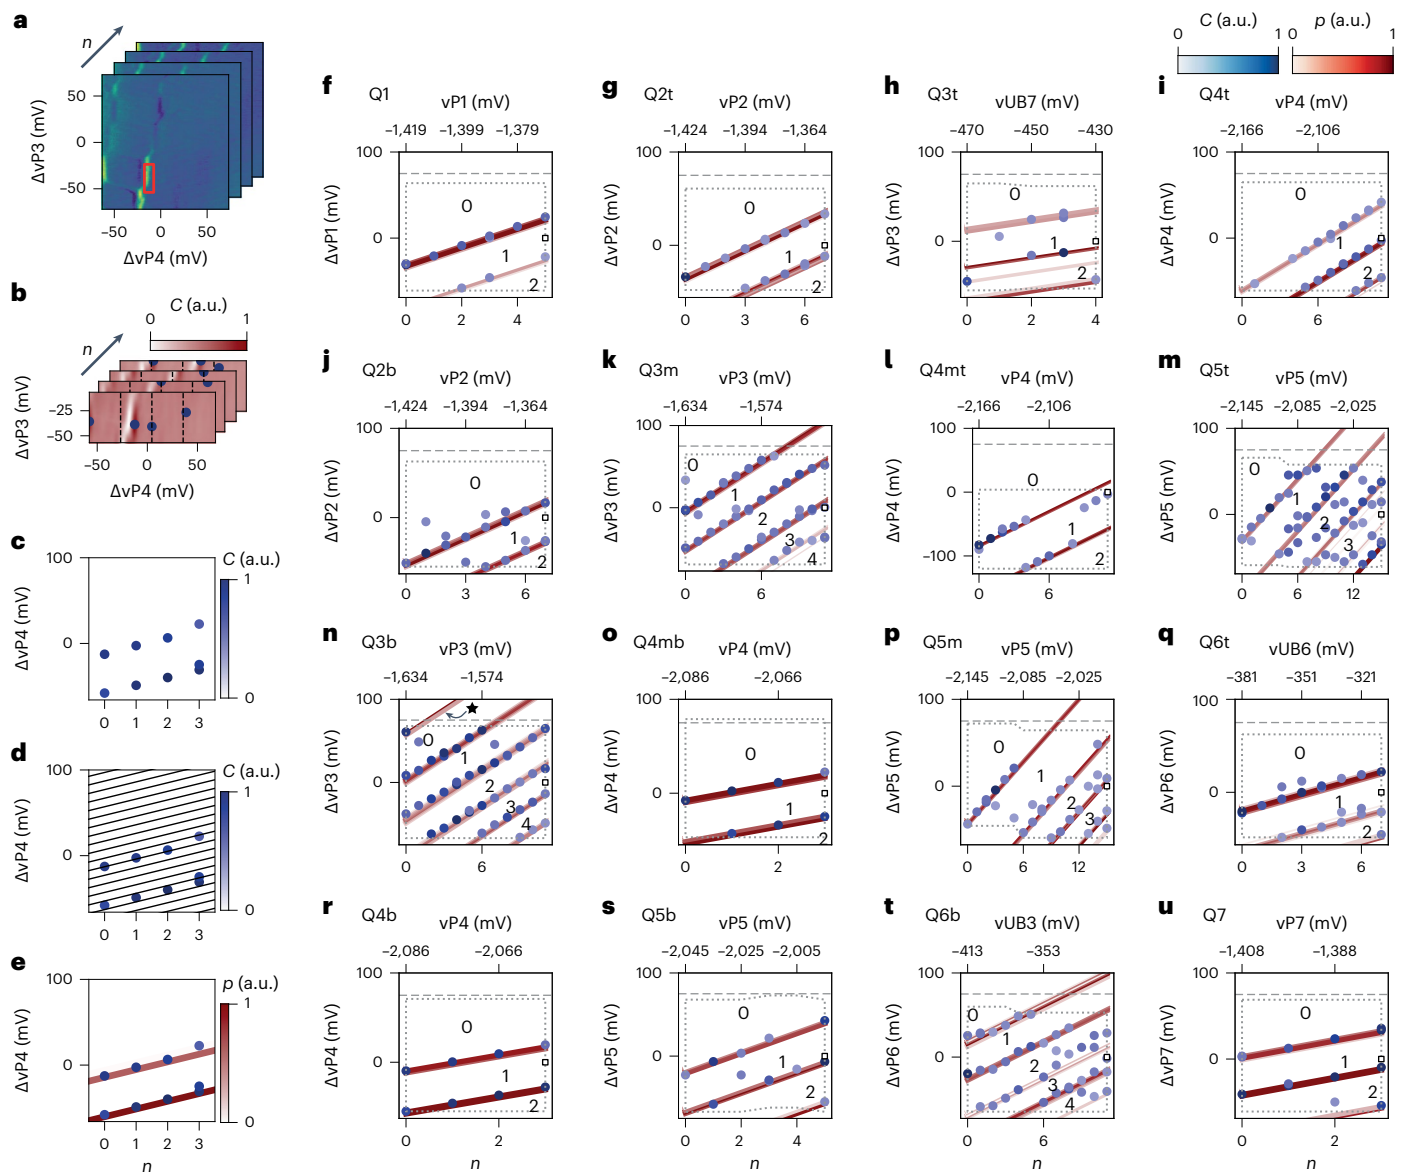 a
n
ΔvP3 (mV)
50
0
−50
−50 0 50
ΔvP4 (mV)
C (a.u.) p (a.u.)
0 1 0 1
b
C (a.u.)
0 1
n
ΔvP3 (mV)
−25
−50
−50 0 50
ΔvP4 (mV)
c
100
0
ΔvP4 (mV)
C (a.u.)
1
0
0 1 2 3
d
100
0
ΔvP4 (mV)
C (a.u.)
1
0
0 1 2 3
e
100
0
ΔvP4 (mV)
p (a.u.)
1
0
0 1 2 3
n
f Q1
vP1 (mV)
−1,419 −1,399 −1,379
100
0
ΔvP1 (mV)
0
1
2
0 2 4
g Q2t
vP2 (mV)
−1,424 −1,394 −1,364
100
0
ΔvP2 (mV)
0
1
2
0 3 6
h Q3t
vUB7 (mV)
−470 −450 −430
100
0
ΔvP3 (mV)
0
1
2
0 2 4
i Q4t
vP4 (mV)
−2,166 −2,106
100
0
ΔvP4 (mV)
0
1
2
0 6
j Q2b
vP2 (mV)
−1,424 −1,394 −1,364
100
0
ΔvP2 (mV)
0
1
2
0 3 6
k Q3m
vP3 (mV)
−1,634 −1,574
100
0
ΔvP3 (mV)
0
1
2
3
4
0 6
l Q4mt
vP4 (mV)
−2,166 −2,106
100
0
−100
ΔvP4 (mV)
0
1
2
0 6
m Q5t
vP5 (mV)
−2,145 −2,085 −2,025
100
0
ΔvP5 (mV)
0
1
2
3
0 6 12
n Q3b
vP3 (mV)
−1,634 −1,574
100
0
ΔvP3 (mV)
0
1
2
3
4
0 6
o Q4mb
vP4 (mV)
−2,086 −2,066
100
0
ΔvP4 (mV)
0
1
2
0 2
p Q5m
vP5 (mV)
−2,145 −2,085 −2,025
100
0
ΔvP5 (mV)
0
1
2
3
0 6 12
q Q6t
vUB6 (mV)
−381 −351 −321
100
0
ΔvP6 (mV)
0
1
2
0 3 6
r Q4b
vP4 (mV)
−2,086 −2,066
100
0
ΔvP4 (mV)
0
1
2
0 2
n
s Q5b
vP5 (mV)
−2,045 −2,025 −2,005
100
0
ΔvP5 (mV)
0
1
2
0 2 4
n
t Q6b
vUB3 (mV)
−413 −353
100
0
ΔvP6 (mV)
0
1
2
3
4
0 6
n
u Q7
vP7 (mV)
−1,408 −1,388
100
0
ΔvP7 (mV)
0
1
2
0 2
n